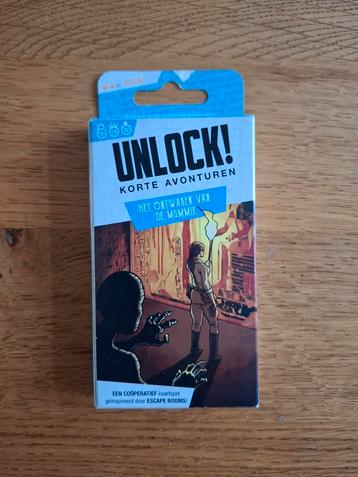 UNLOCK!
KORTE AVONTUREN
HET ONTWAKEN VAN
DE MUMMIE
EEN COÖPERATIEF kaartspel
geïnspireerd door ESCAPE ROOMS!